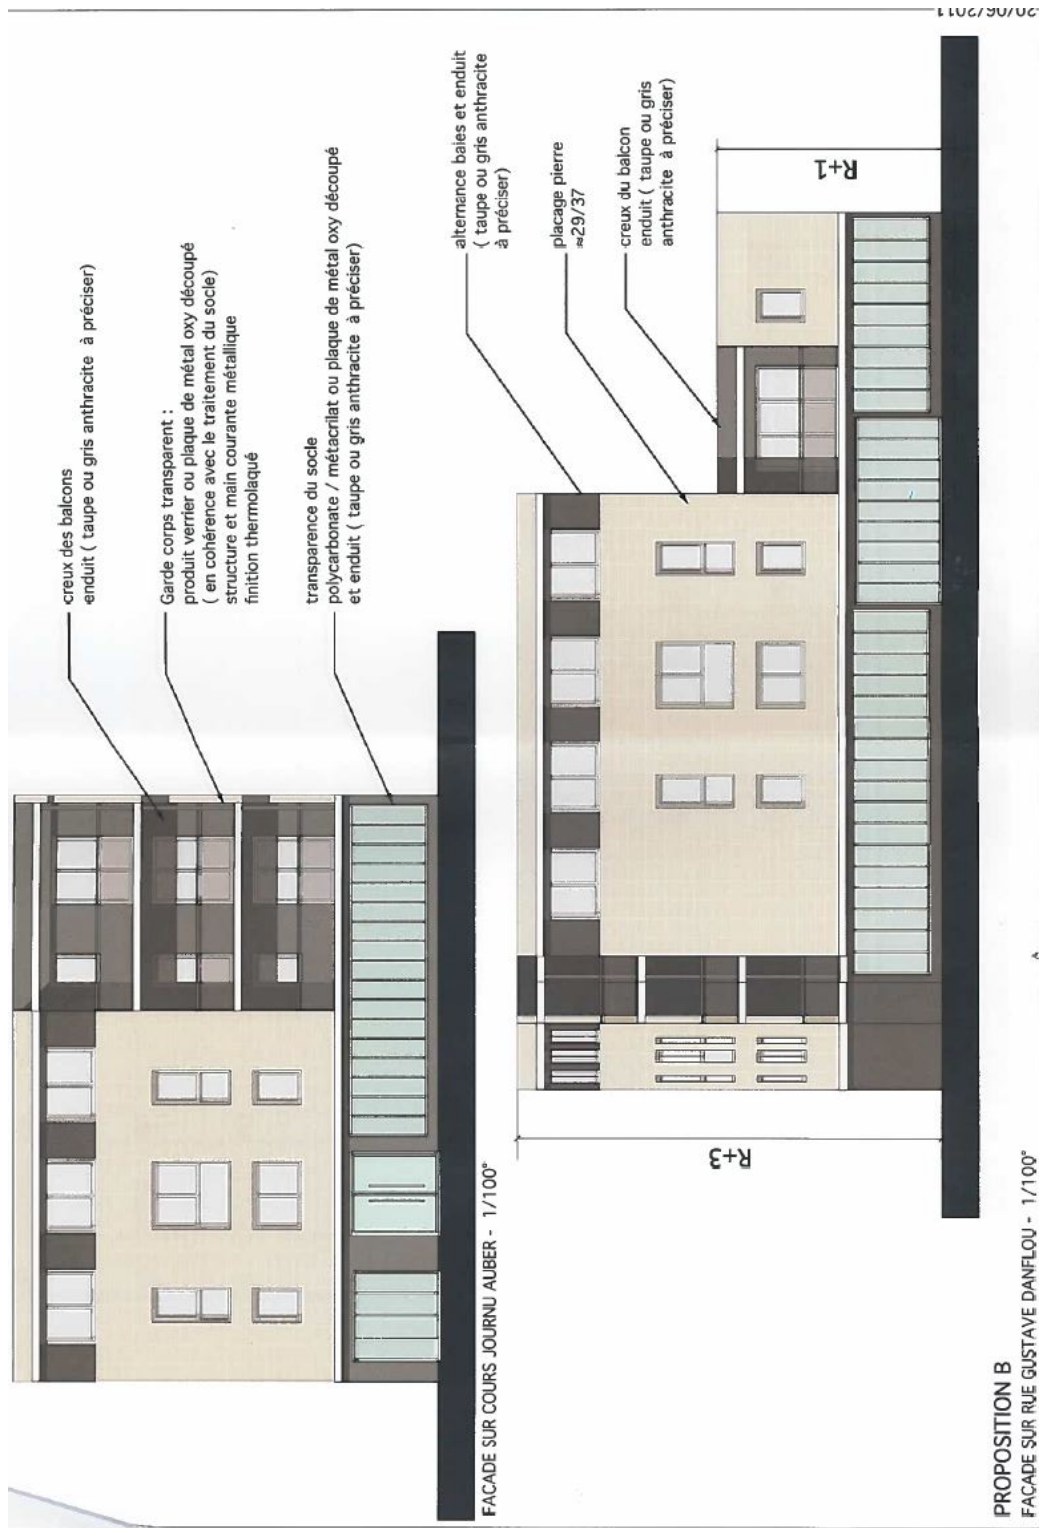 creux des balcons
enduit ( taupe ou gris anthracite à préciser)
Garde corps transparent :
produit verrier ou plaque de métal oxy découpé
( en cohérence avec le traitement du socle)
structure et main courante métallique
finition thermolaqué
transparence du socle
polycarbonate / métacrilat ou plaque de métal oxy découpé
et enduit ( taupe ou gris anthracite à préciser)
FACADE SUR COURS JOURNU AUBER - 1/100°
alternance baies et enduit
( taupe ou gris anthracite
à préciser)
placage pierre
≈29/37
creux du balcon
enduit ( taupe ou gris
anthracite à préciser)
R+3
R+1
PROPOSITION B
FAÇADE SUR RUE GUSTAVE DANFLOU - 1/100°
20/06/2011